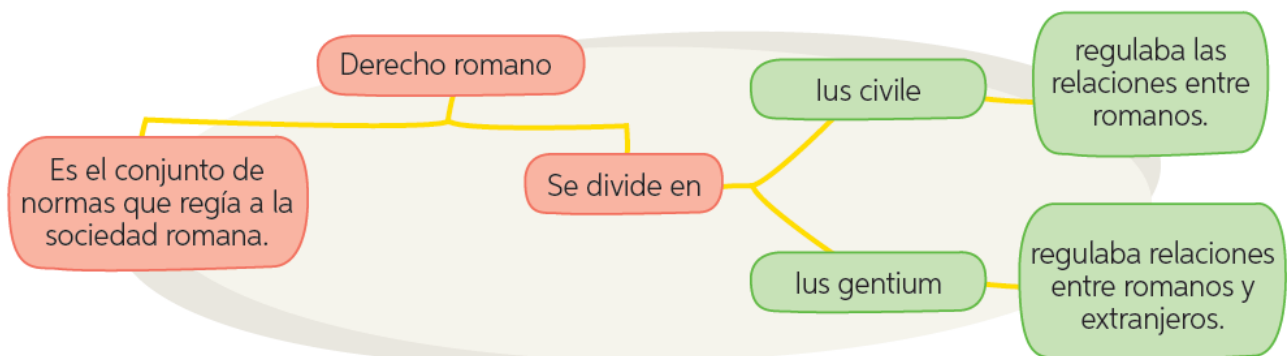 Derecho romano
Es el conjunto de
normas que regía a la
sociedad romana.
Se divide en
Ius civile
regulaba las
relaciones entre
romanos.
Ius gentium
regulaba relaciones
entre romanos y
extranjeros.